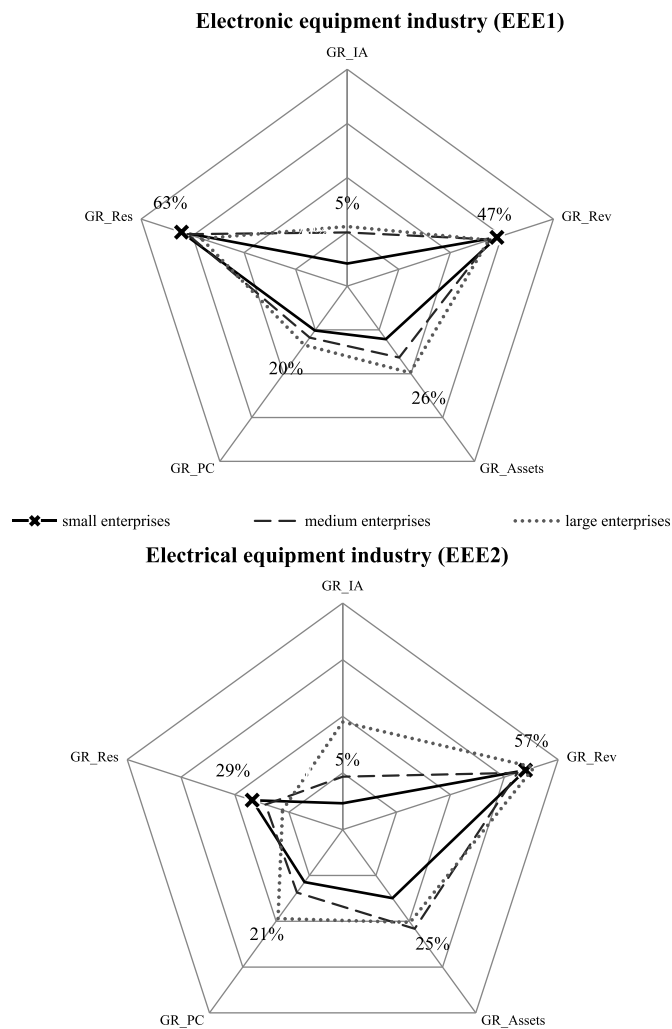 Electronic equipment industry (EEE1)
GR_IA
63%
5%
47%
GR_Res
GR_Rev
20%
26%
GR_PC
GR_Assets
small enterprises
medium enterprises
large enterprises
Electrical equipment industry (EEE2)
GR_IA
57%
GR_Res
29%
5%
GR_Rev
21%
25%
GR_PC
GR_Assets